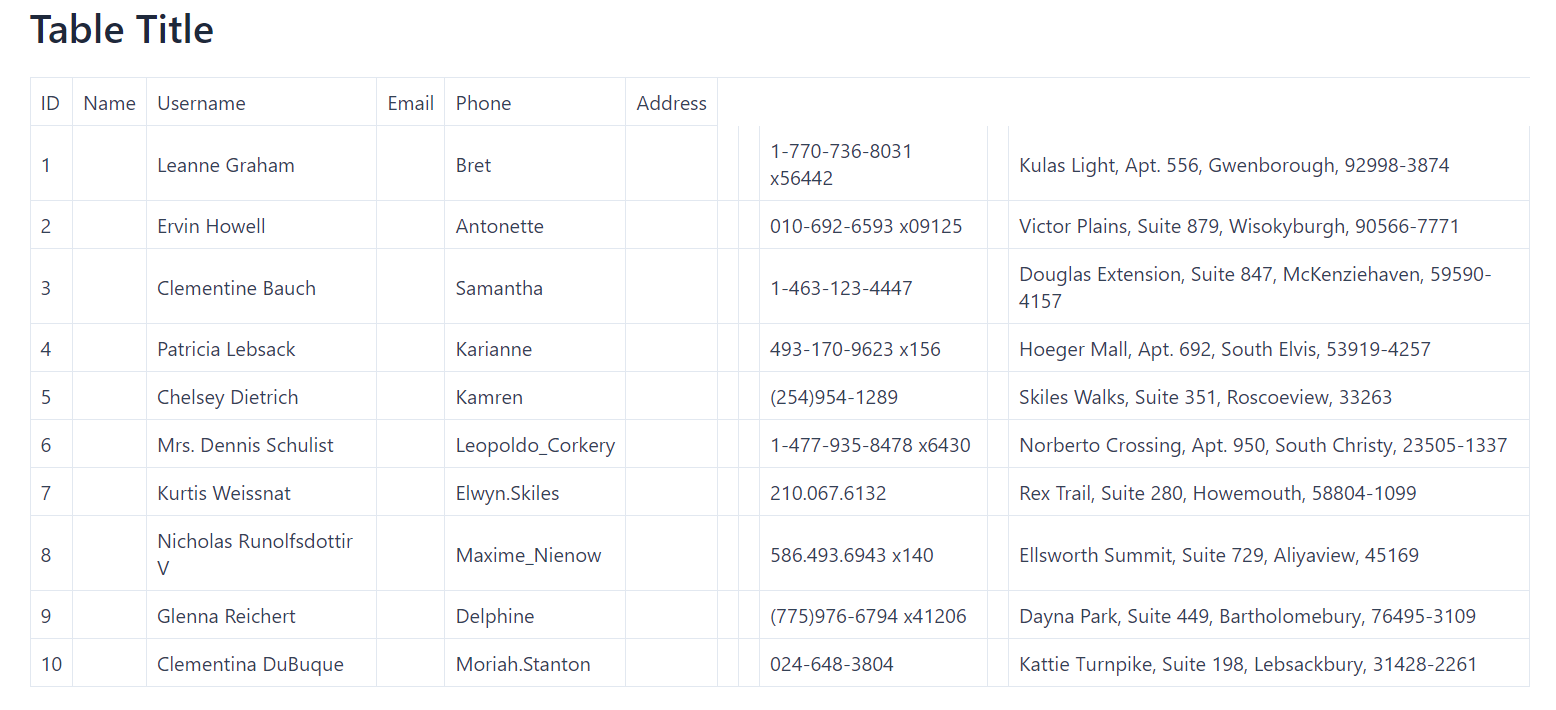 Table Title
ID Name Username Email Phone Address
1 Leanne Graham Bret 1-770-736-8031 x56442 Kulas Light, Apt. 556, Gwenborough, 92998-3874
2 Ervin Howell Antonette 010-692-6593 x09125 Victor Plains, Suite 879, Wisokyburgh, 90566-7771
3 Clementine Bauch Samantha 1-463-123-4447 Douglas Extension, Suite 847, McKenziehaven, 59590-4157
4 Patricia Lebsack Karianne 493-170-9623 x156 Hoeger Mall, Apt. 692, South Elvis, 53919-4257
5 Chelsey Dietrich Kamren (254)954-1289 Skiles Walks, Suite 351, Roscoeview, 33263
6 Mrs. Dennis Schulist Leopoldo_Corkery 1-477-935-8478 x6430 Norberto Crossing, Apt. 950, South Christy, 23505-1337
7 Kurtis Weissnat Elwyn.Skiles 210.067.6132 Rex Trail, Suite 280, Howemouth, 58804-1099
8 Nicholas Runolfsdottir V Maxime_Nienow 586.493.6943 x140 Ellsworth Summit, Suite 729, Aliyaview, 45169
9 Glenna Reichert Delphine (775)976-6794 x41206 Dayna Park, Suite 449, Bartholomebury, 76495-3109
10 Clementina DuBuque Moriah.Stanton 024-648-3804 Kattie Turnpike, Suite 198, Lebsackbury, 31428-2261